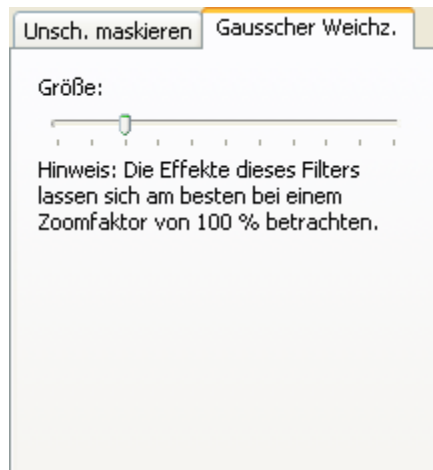 Unsch. maskieren
Gausscher Weichz.
Größe:
Hinweis: Die Effekte dieses Filters
lassen sich am besten bei einem
Zoomfaktor von 100 % betrachten.